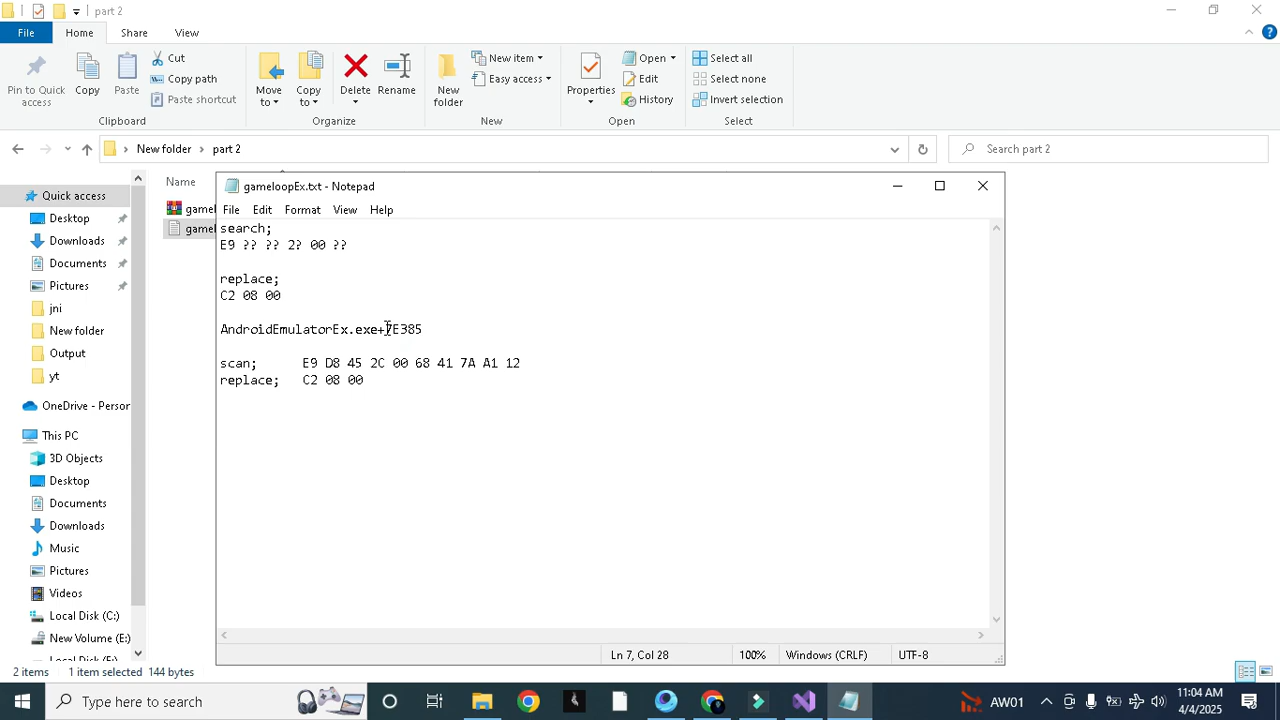 part 2
File
Home
Share
View
Pin to Quick access
Copy
Paste
Cut
Copy path
Paste shortcut
Clipboard
Move to
Copy to
Delete
Rename
Organize
New folder
New item
Easy access
New
Properties
Open
Edit
History
Open
Select all
Select none
Invert selection
Select
New folder
part 2
Search part 2
Quick access
Desktop
Downloads
Documents
Pictures
jni
New folder
Output
yt
OneDrive - Persor
This PC
3D Objects
Desktop
Documents
Downloads
Music
Pictures
Videos
Local Disk (C:)
New Volume (E:)
Name
gamel
gamel
gameloopEx.txt - Notepad
File Edit Format View Help
search;
E9 ?? ?? 2? 00 ??
replace;
C2 08 00
AndroidEmulatorEx.exe+7E385
scan; E9 D8 45 2C 00 68 41 7A A1 12
replace; C2 08 00
Ln 7, Col 28
100%
Windows (CRLF)
UTF-8
2 items
1 item selected 144 bytes
Type here to search
AW01
11:04 AM
4/4/2025